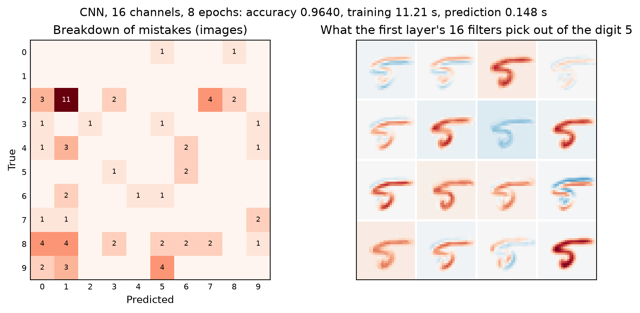 CNN, 16 channels, 8 epochs: accuracy 0.9640, training 11.21 s, prediction 0.148 s
Breakdown of mistakes (images)
What the first layer's 16 filters pick out of the digit 5
True
0 1 1
1
2 3 11 2 4 2
3 1 1 1 1
4 1 3 2 1
5 1 2
6 2 1 1
7 1 1 2
8 4 4 2 2 2 2 1
9 2 3 4
0 1 2 3 4 5 6 7 8 9
Predicted